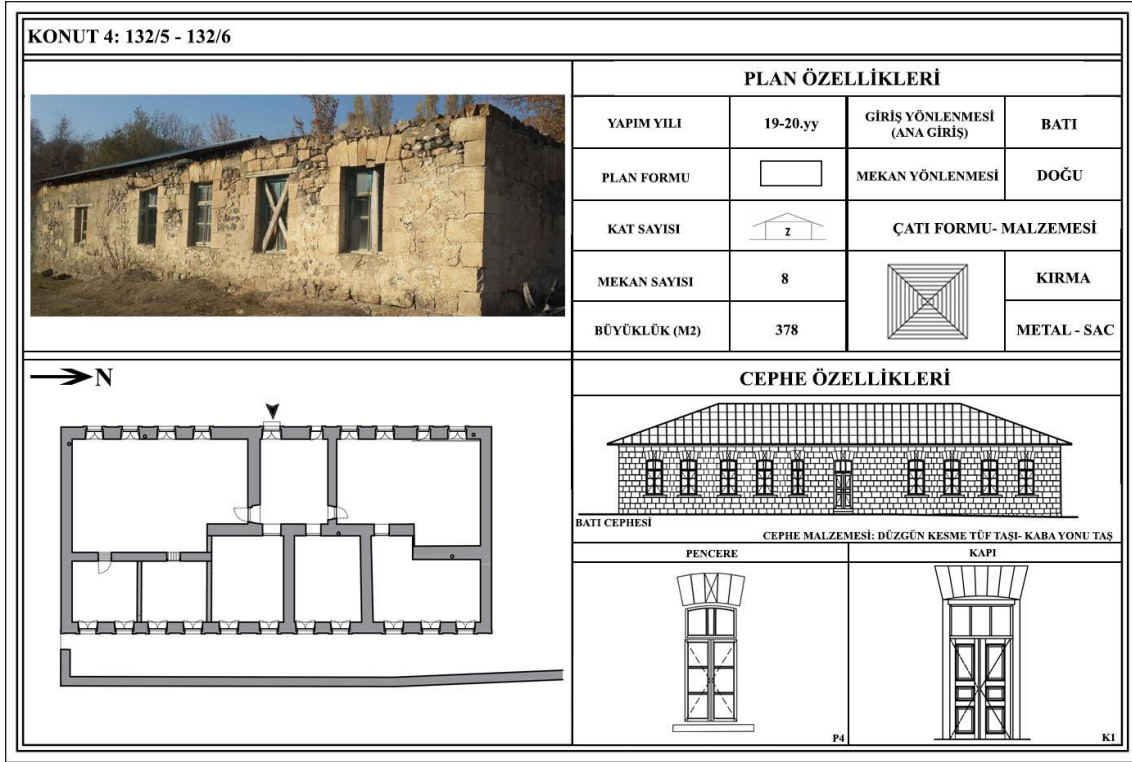 KONUT 4: 132/5 - 132/6
PLAN ÖZELLİKLERİ
YAPIM YILI
19-20.yy
GİRİŞ YÖNLENMESİ
(ANA GİRİŞ)
BATI
PLAN FORMU
MEKAN YÖNLENMESİ
DOĞU
KAT SAYISI
Z
ÇATI FORMU- MALZEMESİ
MEKAN SAYISI
8
KIRMA
BÜYÜKLÜK (M2)
378
METAL - SAC
N
CEPHE ÖZELLİKLERİ
BATI CEPHESİ
CEPHE MALZEMESİ: DÜZGÜN KESME TÜF TAŞI- KABA YONU TAŞ
PENCERE
KAPI
P4
K1